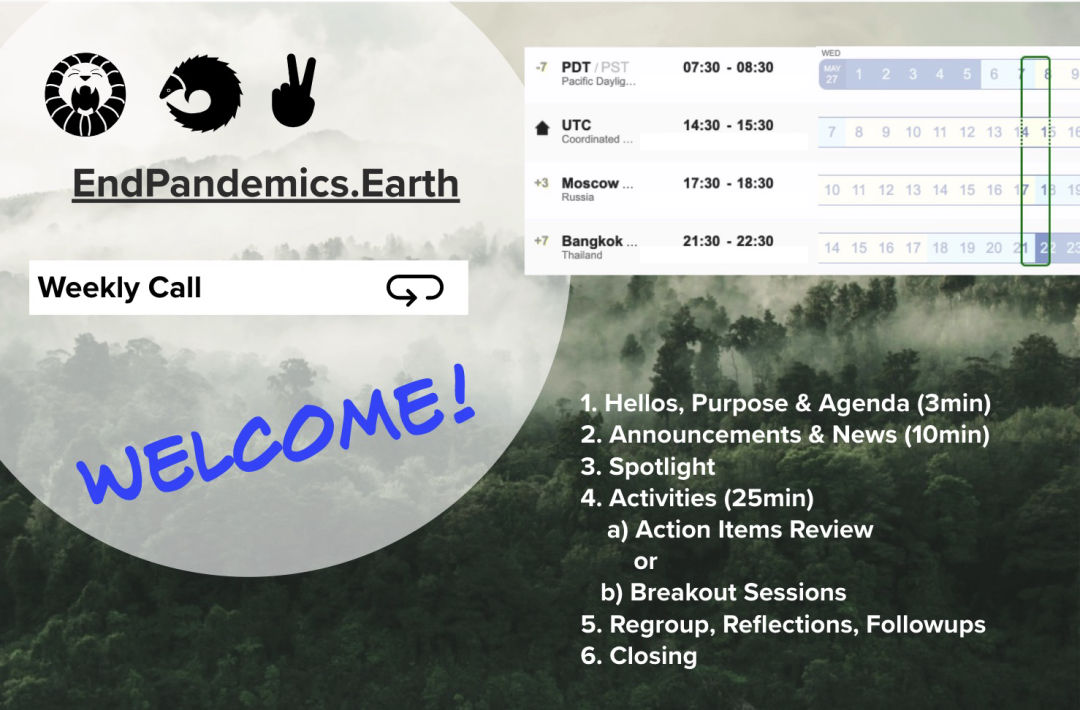 EndPandemics.Earth
Weekly Call
WELCOME!
WED
-7 PDT / PST 07:30 - 08:30 MAY 27 1 2 3 4 5 6 7 8 9
Pacific Daylig...
UTC 14:30 - 15:30 7 8 9 10 11 12 13 14 15 16
Coordinated ...
+3 Moscow ... 17:30 - 18:30 10 11 12 13 14 15 16 17 18 19
Russia
+7 Bangkok ... 21:30 - 22:30 14 15 16 17 18 19 20 21 22 23
Thailand
1. Hellos, Purpose & Agenda (3min)
2. Announcements & News (10min)
3. Spotlight
4. Activities (25min)
a) Action Items Review
or
b) Breakout Sessions
5. Regroup, Reflections, Followups
6. Closing